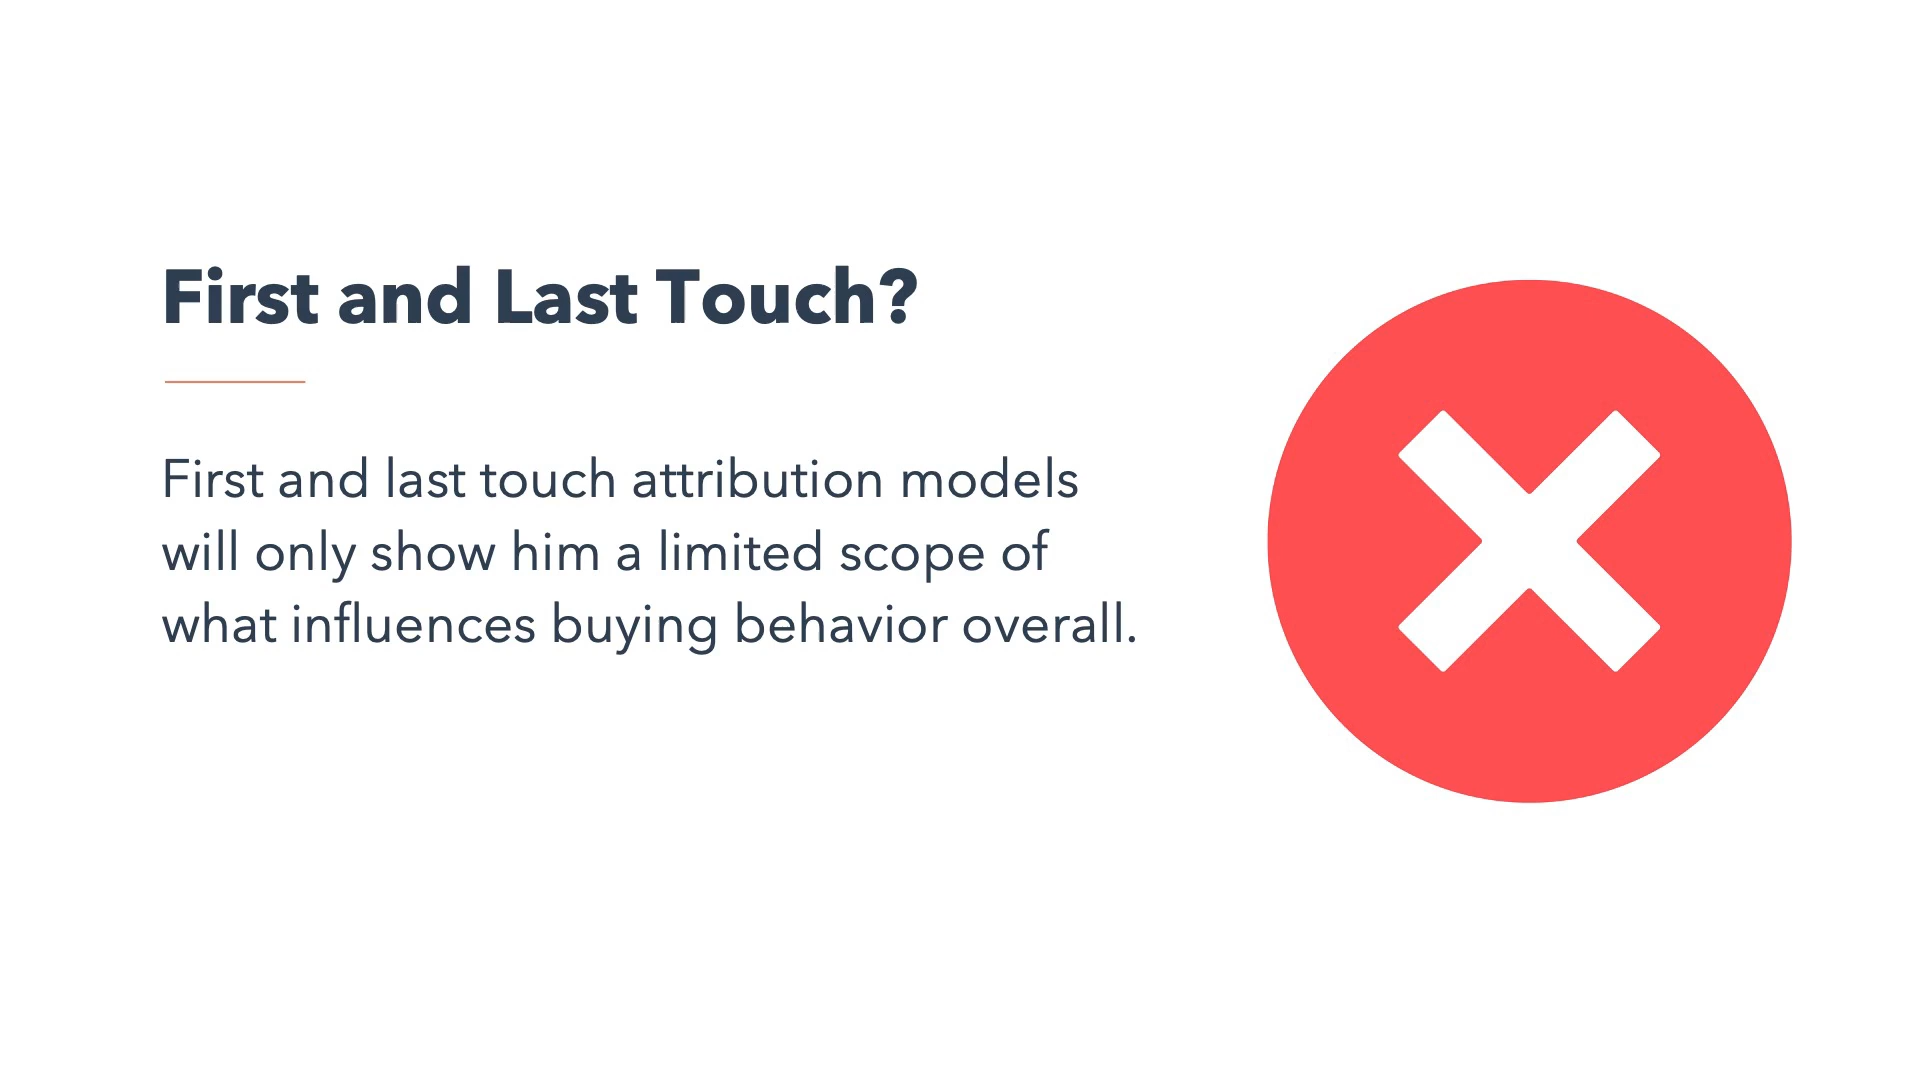 First and Last Touch?
First and last touch attribution models
will only show him a limited scope of
what influences buying behavior overall.